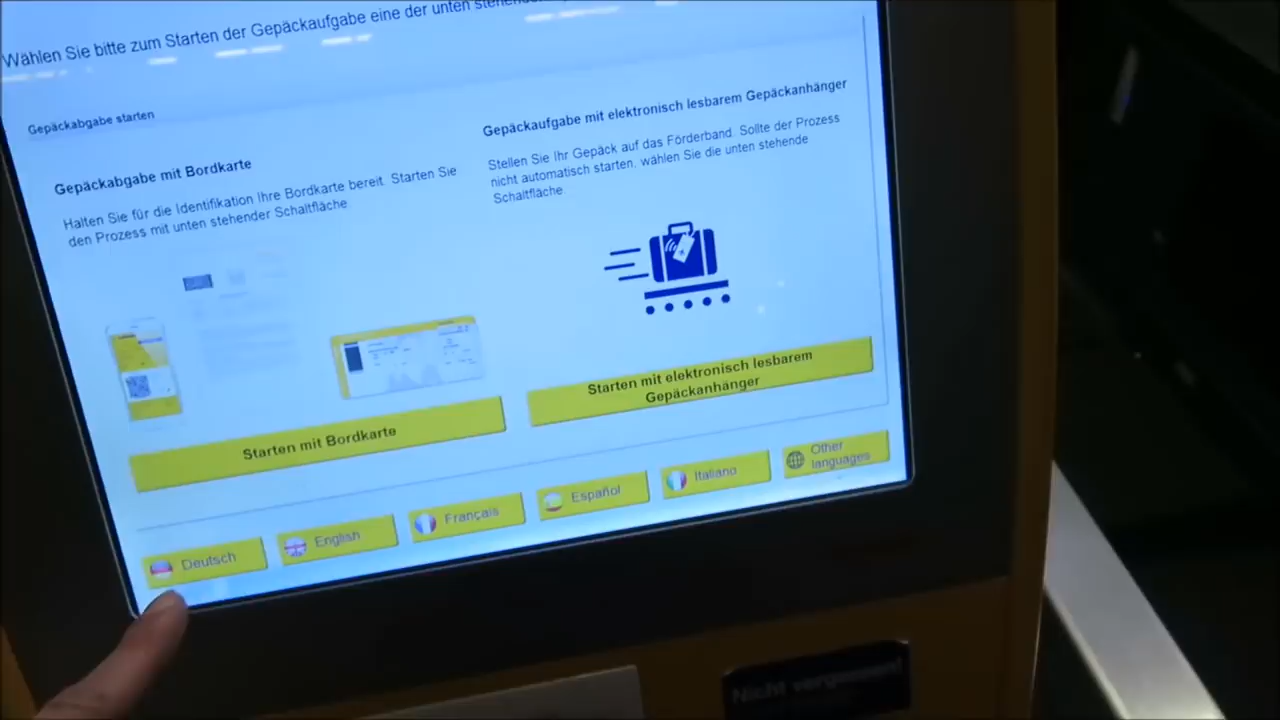 Wählen Sie bitte zum Starten der Gepäckaufgabe eine der unten
Gepäckabgabe starten
Gepäckabgabe mit Bordkarte
Halten Sie für die Identifikation Ihre Bordkarte bereit. Starten Sie
den Prozess mit unten stehender Schaltfläche
Starten mit Bordkarte
Gepäckaufgabe mit elektronisch lesbarem Gepäckanhänger
Stellen Sie Ihr Gepäck auf das Förderband. Sollte der Prozess
nicht automatisch starten, wählen Sie die unten stehende
Schaltfläche
Starten mit elektronisch lesbarem
Gepäckanhänger
Deutsch
English
Français
Español
Italiano
Other
languages
Nicht vergessen!